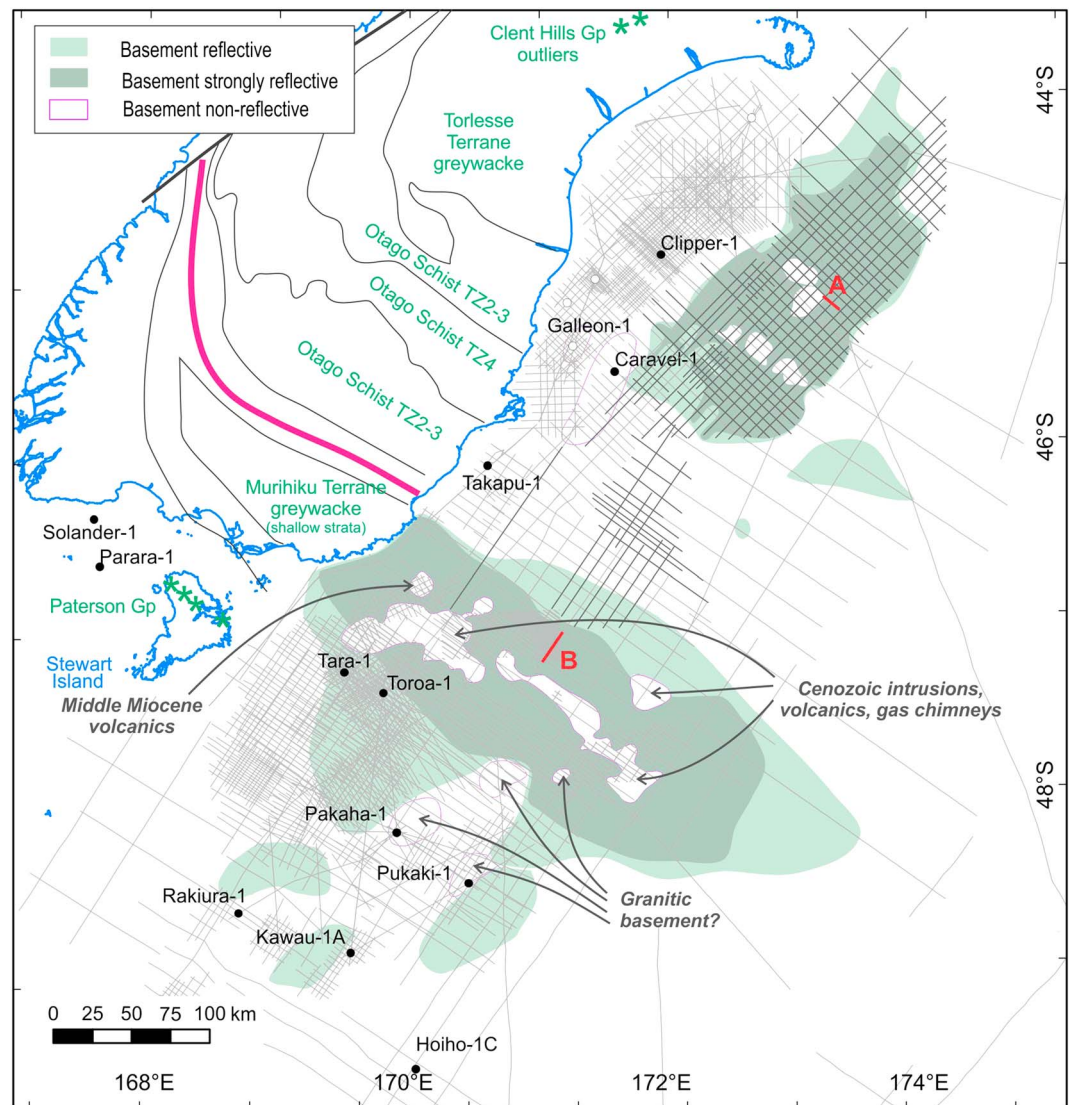 Basement reflective
Basement strongly reflective
Basement non-reflective
Clent Hills Gp
outliers
44°S
Torlesse
Terrane
greywacke
Otago Schist TZ2-3
Clipper-1
A
Otago Schist TZ4
Galleon-1
Otago Schist TZ2-3
Caravel-1
46°S
Takapu-1
Murihiku Terrane
greywacke
(shallow strata)
Solander-1
Parara-1
Paterson Gp
Stewart
Island
Tara-1
Toroa-1
B
Middle Miocene
volcanics
Cenozoic intrusions,
volcanics, gas chimneys
48°S
Pakaha-1
Pukaki-1
Rakiura-1
Granitic
basement?
Kawau-1A
0 25 50 75 100 km
Hoiho-1C
168°E 170°E 172°E 174°E